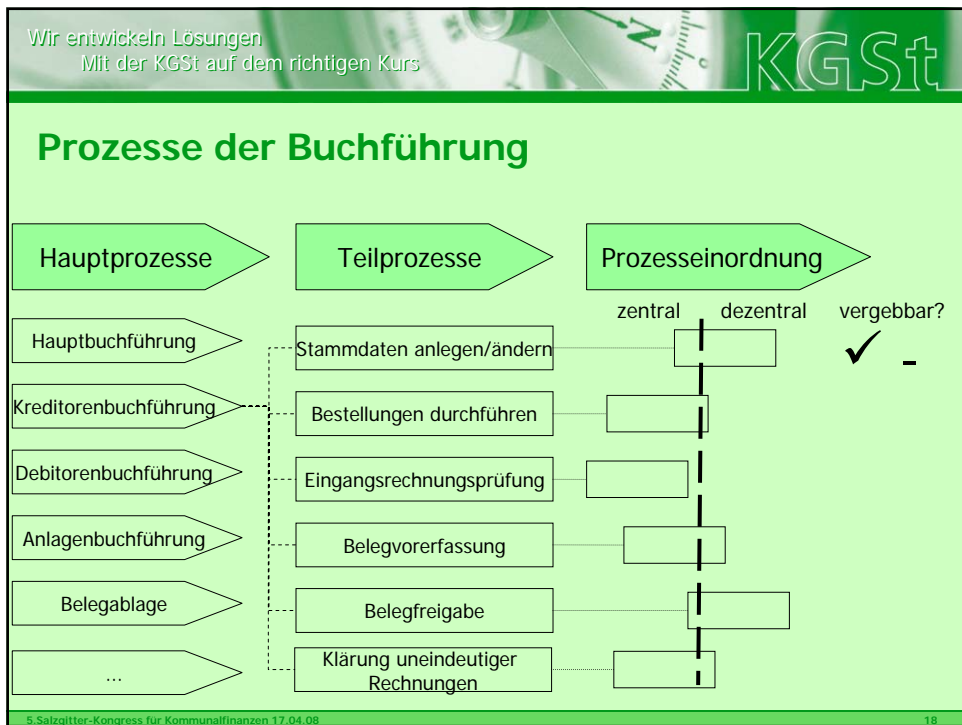 Wir entwickeln Lösungen
Mit der KGSt auf dem richtigen Kurs
N
KGSt
Prozesse der Buchführung
Hauptprozesse
Teilprozesse
Prozesseinordnung
zentral dezentral vergebbar?
Hauptbuchführung
Stammdaten anlegen/ändern
✓ -
Kreditorenbuchführung
Bestellungen durchführen
Debitorenbuchführung
Eingangsrechnungsprüfung
Anlagenbuchführung
Belegvorerfassung
Belegablage
Belegfreigabe
...
Klärung uneindeutiger
Rechnungen
5.Salzgitter-Kongress für Kommunalfinanzen 17.04.08 18